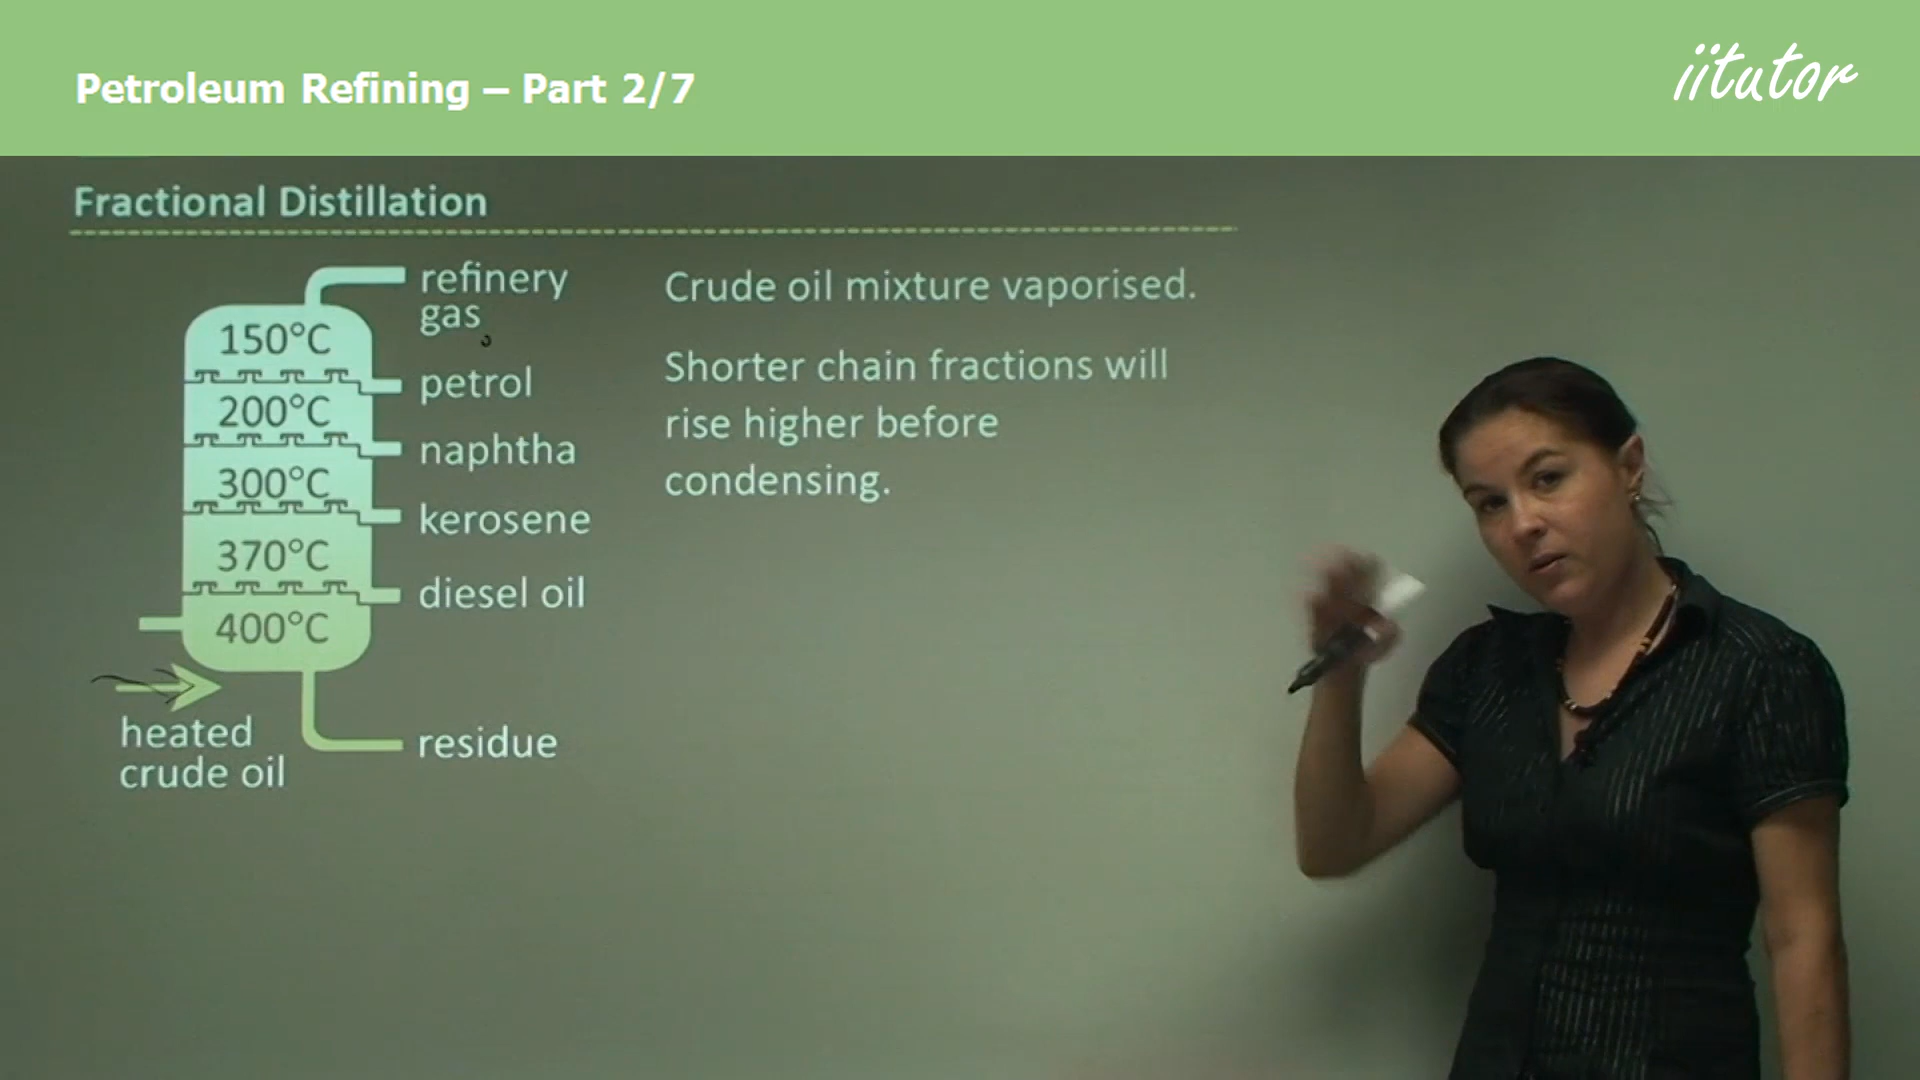 Petroleum Refining – Part 2/7
iitutor
Fractional Distillation
refinery
gas
150°C
petrol
200°C
naphtha
300°C
kerosene
370°C
diesel oil
400°C
heated
crude oil
residue
Crude oil mixture vaporised.
Shorter chain fractions will
rise higher before
condensing.